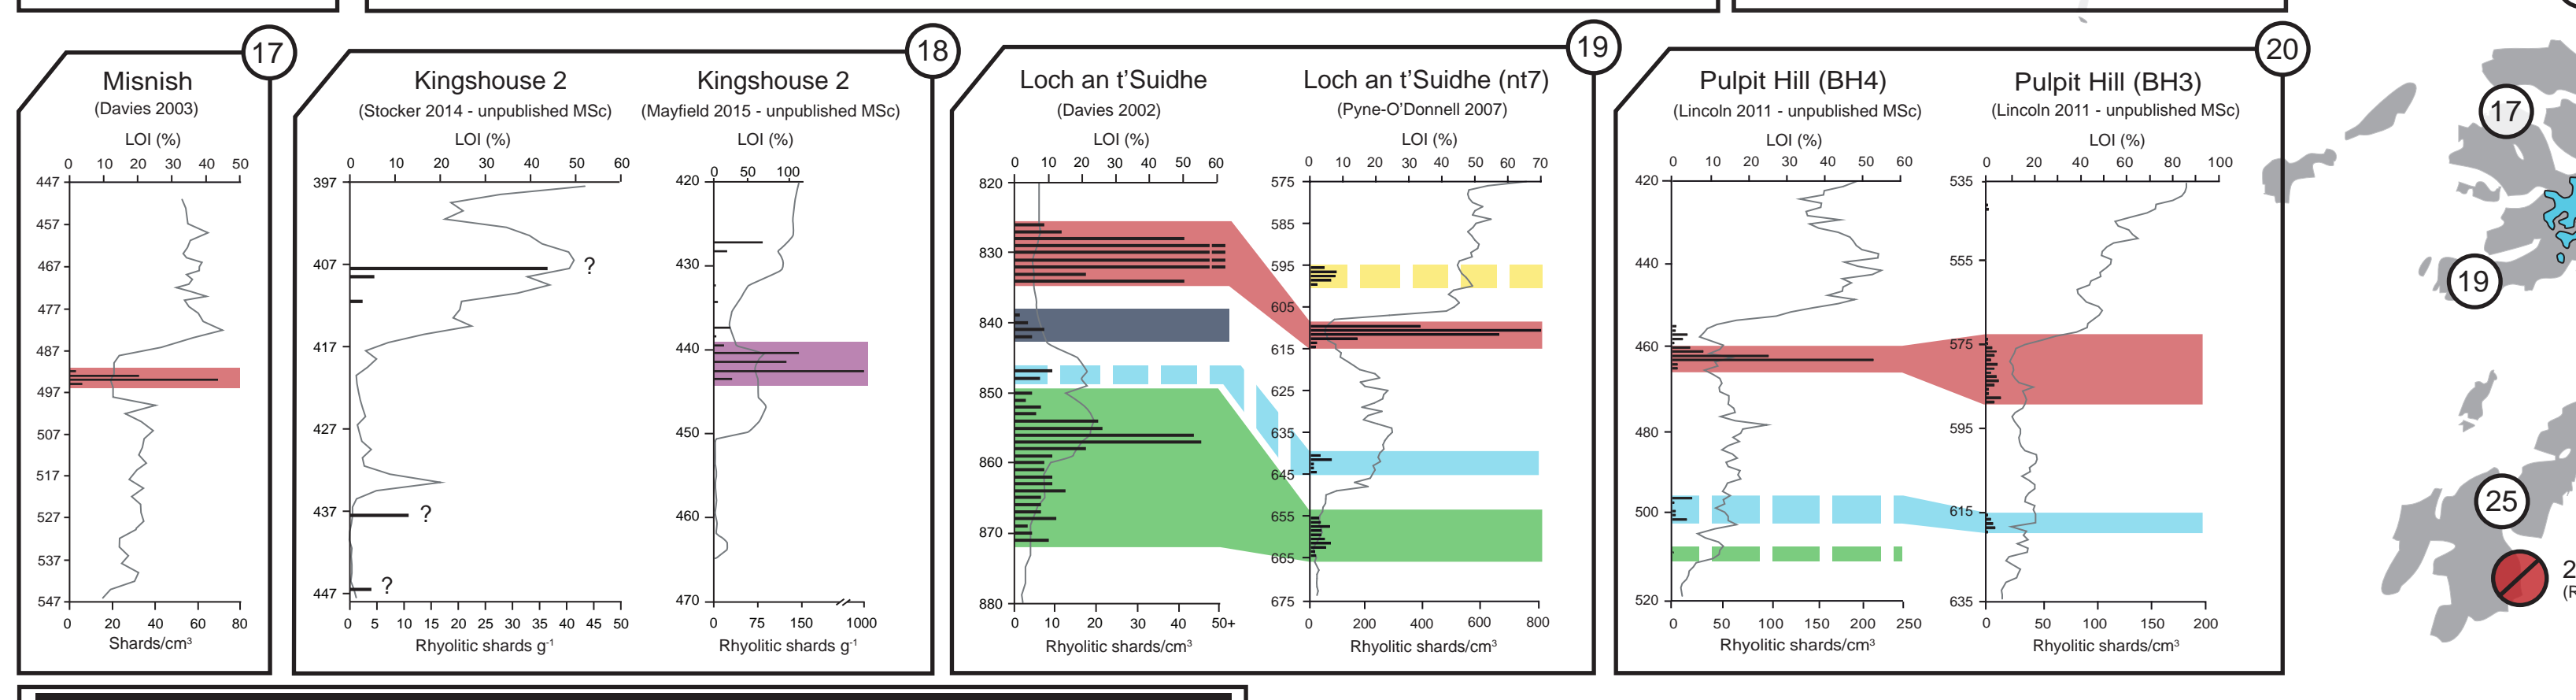 17
Misnish
(Davies 2003)
LOI (%)
0 10 20 30 40 50
447
457
467
477
487
497
507
517
527
537
547
0 20 40 60 80
Shards/cm³
18
Kingshouse 2
(Stocker 2014 - unpublished MSc)
LOI (%)
0 10 20 30 40 50 60
397
407
?
417
427
437
?
447
?
0 5 10 15 20 25 30 35 40 45 50
Rhyolitic shards g⁻¹
Kingshouse 2
(Mayfield 2015 - unpublished MSc)
LOI (%)
0 50 100
420
430
440
450
460
470
0 75 150 1000
Rhyolitic shards g⁻¹
19
Loch an t'Suidhe
(Davies 2002)
LOI (%)
0 10 20 30 40 50 60
820
830
840
850
860
870
880
0 10 20 30 40 50+
Rhyolitic shards/cm³
Loch an t'Suidhe (nt7)
(Pyne-O'Donnell 2007)
LOI (%)
0 10 20 30 40 50 60 70
575
585
595
605
615
625
635
645
655
665
675
0 200 400 600 800
Rhyolitic shards/cm³
20
Pulpit Hill (BH4)
(Lincoln 2011 - unpublished MSc)
LOI (%)
0 10 20 30 40 50 60
420
440
460
480
500
520
0 50 100 150 200 250
Rhyolitic shards/cm³
Pulpit Hill (BH3)
(Lincoln 2011 - unpublished MSc)
LOI (%)
0 20 40 60 80 100
535
555
575
595
615
635
0 50 100 150 200
Rhyolitic shards/cm³
17
19
25
2
(R